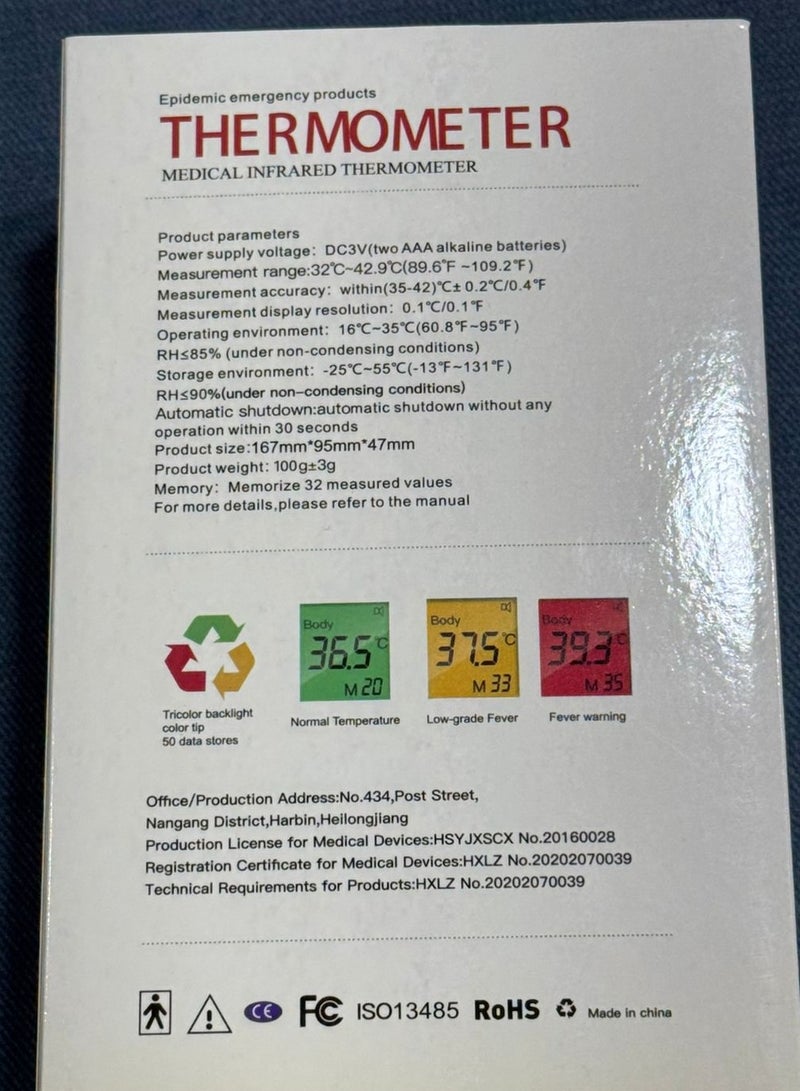 Epidemic emergency products
THERMOMETER
MEDICAL INFRARED THERMOMETER
Product parameters
Power supply voltage: DC3V(two AAA alkaline batteries)
Measurement range:32℃~42.9℃(89.6℉ ~109.2℉)
Measurement accuracy: within(35-42)℃± 0.2℃/0.4℉
Measurement display resolution: 0.1℃/0.1℉
Operating environment: 16℃~35℃(60.8℉~95℉)
RH≤85% (under non-condensing conditions)
Storage environment: -25℃~55℃(-13℉~131℉)
RH≤90%(under non-condensing conditions)
Automatic shutdown:automatic shutdown without any
operation within 30 seconds
Product size:167mm*95mm*47mm
Product weight: 100g±3g
Memory: Memorize 32 measured values
For more details,please refer to the manual
Body
36.5℃
M 20
Normal Temperature
Body
37.5℃
M 33
Low-grade Fever
Body
39.3℃
M 35
Fever warning
Tricolor backlight
color tip
50 data stores
Office/Production Address:No.434,Post Street,
Nangang District,Harbin,Heilongjiang
Production License for Medical Devices:HSYJXSCX No.20160028
Registration Certificate for Medical Devices:HXLZ No.20202070039
Technical Requirements for Products:HXLZ No.20202070039
CE FC ISO13485 RoHS Made in china